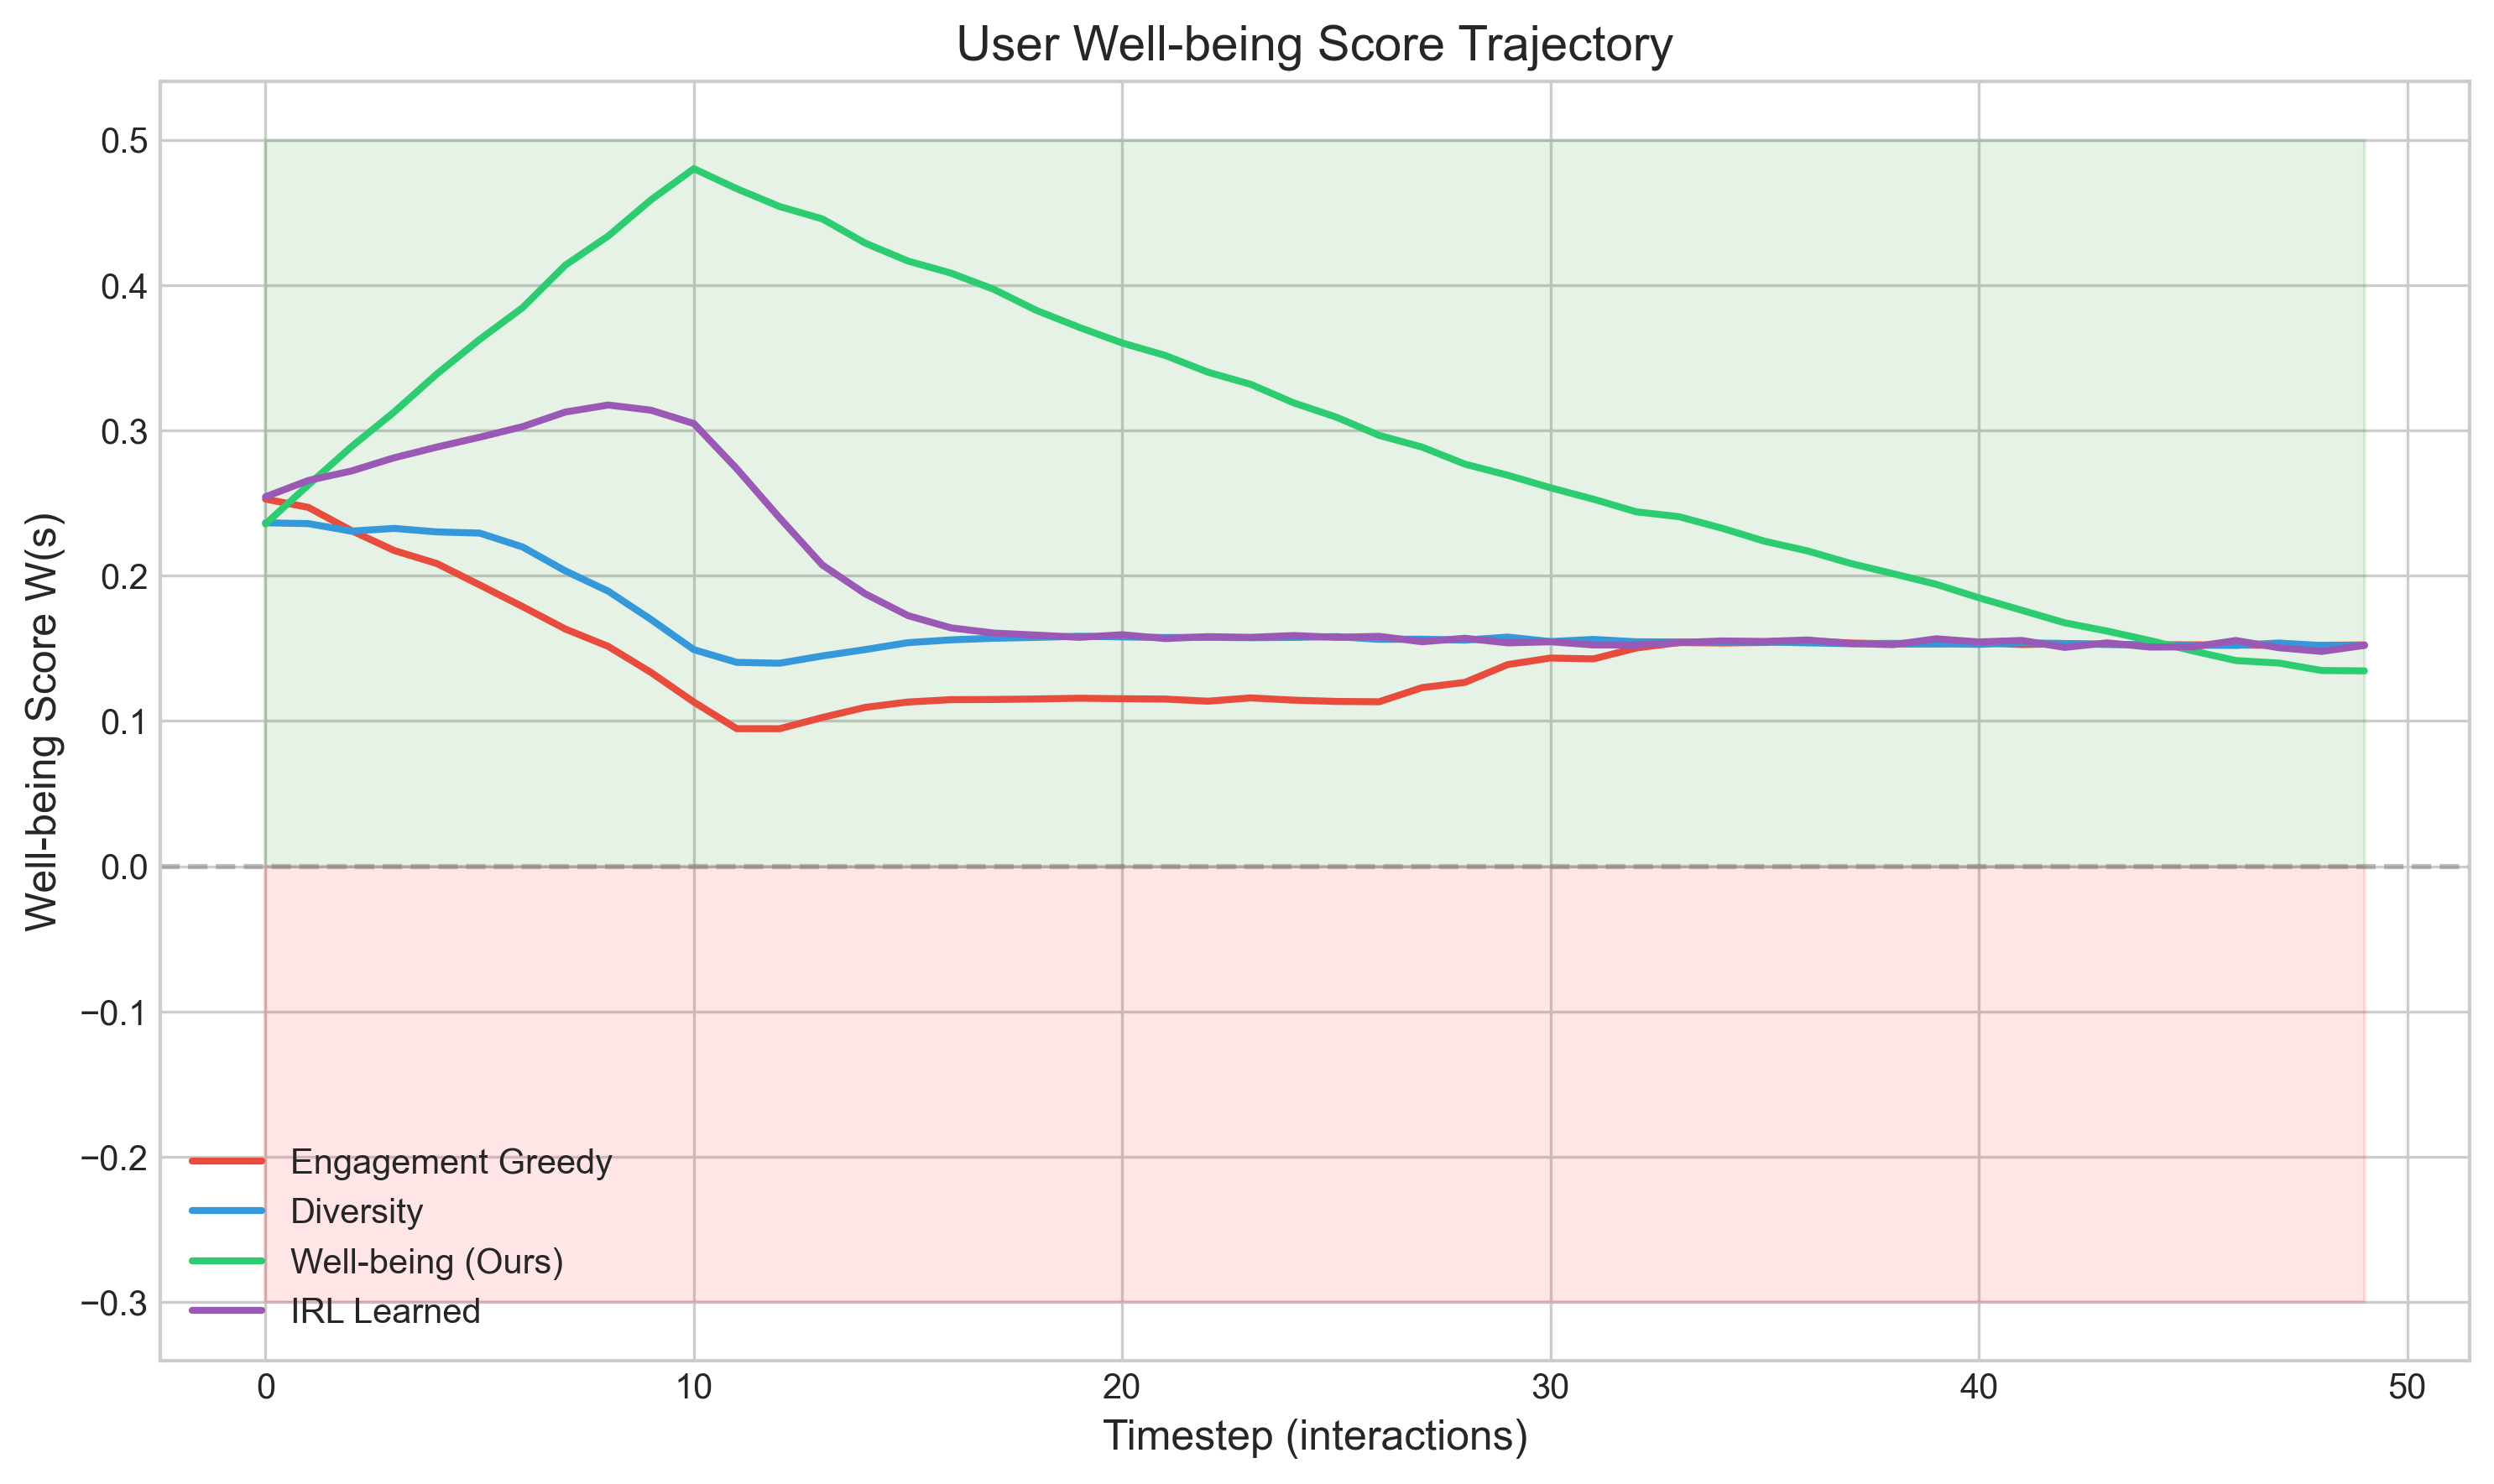 User Well-being Score Trajectory
Well-being Score W(s)
0.5
0.4
0.3
0.2
0.1
0.0
−0.1
−0.2
−0.3
Engagement Greedy
Diversity
Well-being (Ours)
IRL Learned
0 10 20 30 40 50
Timestep (interactions)